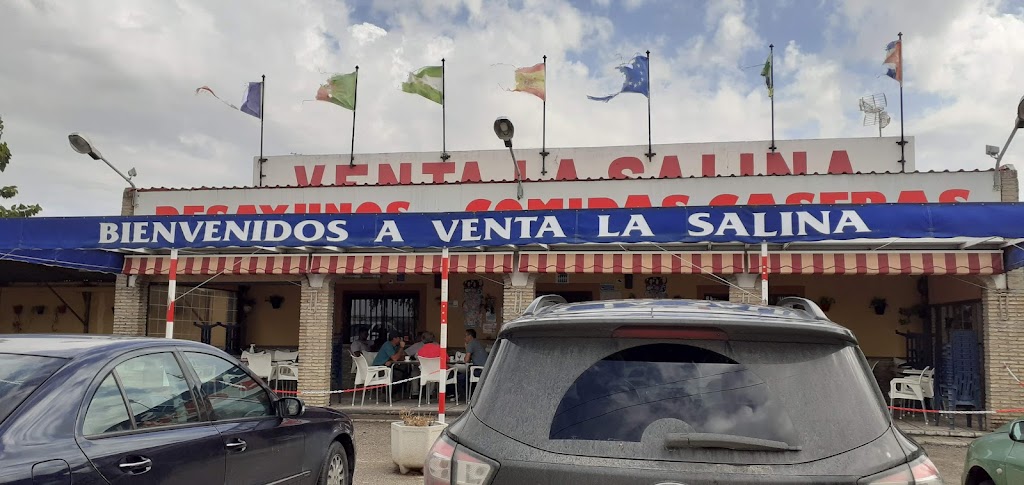 VENTA LA SALINA
DESAYUNOS - COMIDAS CASERAS
BIENVENIDOS A VENTA LA SALINA